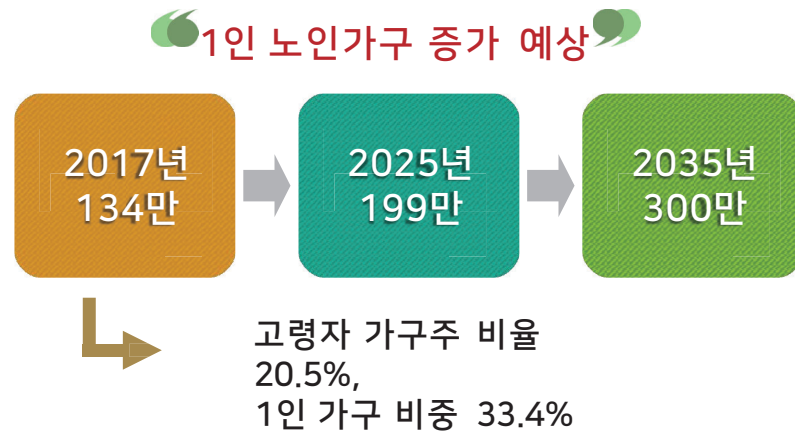 1인 노인가구 증가 예상
2017년
134만
2025년
199만
2035년
300만
고령자 가구주 비율
20.5%,
1인 가구 비중 33.4%